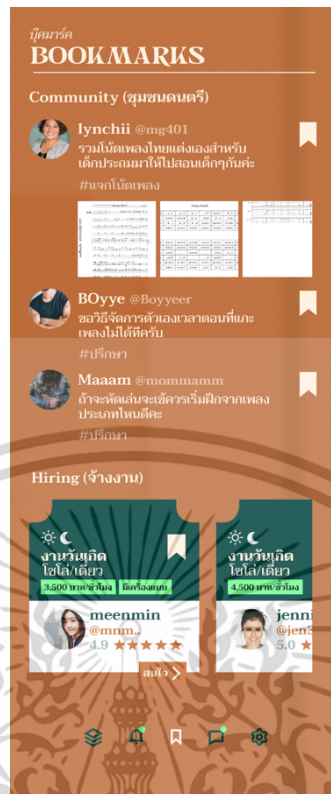 บุ๊คมาร์ค
BOOKMARKS
Community (ชุมชนดนตรี)
lynchii @mg401
รวมโน้ตเพลงไทยแต่งเองสำหรับ
เด็กประถมมาให้ไปสอนเด็กๆกันค่ะ
#แจกโน้ตเพลง
BOyye @Boyyeer
ขอวิธีจัดการตัวเองเวลาตอนที่แกะ
เพลงไม่ได้ทีครับ
#ปรึกษา
Maaam @mommamm
ถ้าจะหัดเล่นจะเข้ควรเริ่มฝึกจากเพลง
ประเภทไหนดีคะ
#ปรึกษา
Hiring (จ้างงาน)
งานวันเกิด
โซโล่/เดี่ยว
3,500 บาท/ชั่วโมง มีเครื่องแบบ
meenmin
@mnm..
4.9
งานวันเกิด
โซโล่/เดี่ยว
4,500 บาท/ชั่วโมง
jenni
@jen3
5.0
สนใจ